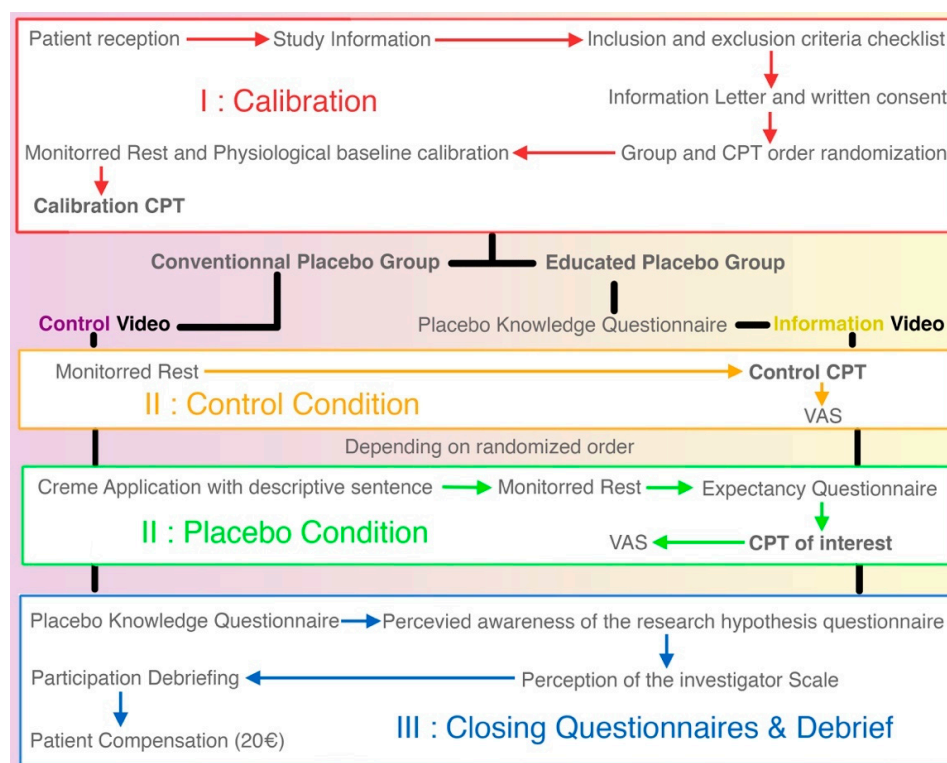 Patient reception
Study Information
Inclusion and exclusion criteria checklist
I : Calibration
Information Letter and written consent
Monitorred Rest and Physiological baseline calibration
Group and CPT order randomization
Calibration CPT
Conventionnal Placebo Group
Educated Placebo Group
Control Video
Placebo Knowledge Questionnaire
Information Video
Monitorred Rest
Control CPT
II : Control Condition
VAS
Depending on randomized order
Creme Application with descriptive sentence
Monitorred Rest
Expectancy Questionnaire
II : Placebo Condition
VAS
CPT of interest
Placebo Knowledge Questionnaire
Percevied awareness of the research hypothesis questionnaire
Participation Debriefing
Perception of the investigator Scale
Patient Compensation (20€)
III : Closing Questionnaires & Debrief